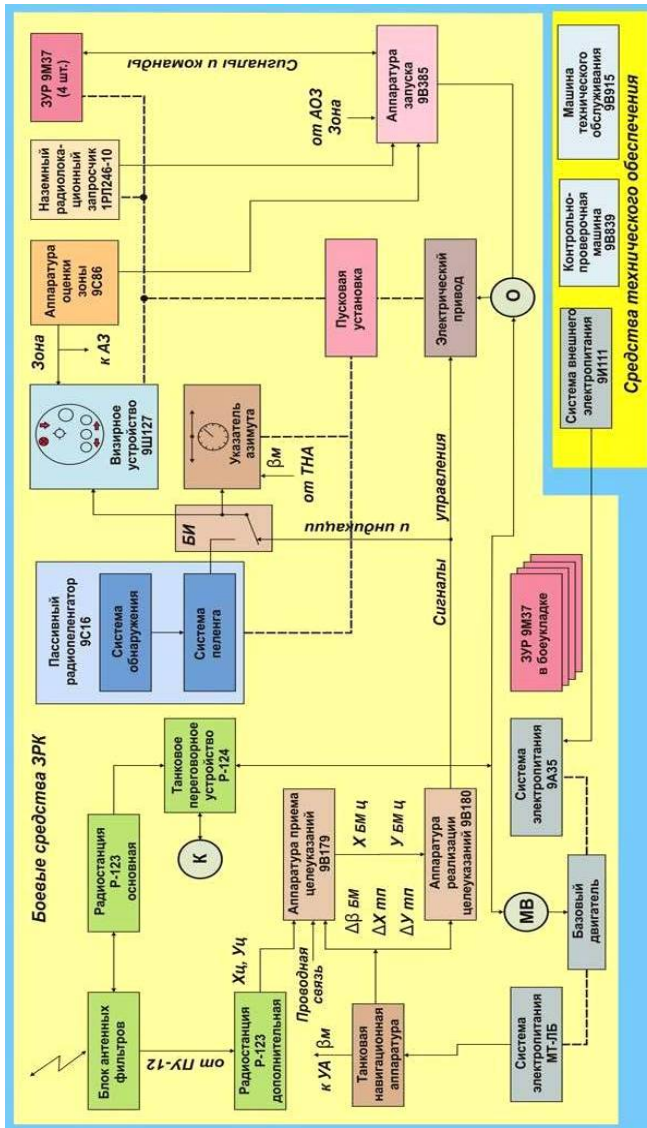 Боевые средства ЗРК
Блок антенных
фильтров
Радиостанция
Р-123
основная
Танковое
переговорное
устройство
Р-124
К
от ПУ-12
Радиостанция
Р-123
дополнительная
Xц, Уц
Проводная
связь
Аппаратура приема
целеуказаний
9В179
к УА βм
Танковая
навигационная
аппаратура
Δβ БМ
ΔX тп
ΔУ тп
X БМ Ц
У БМ Ц
Аппаратура
реализации
целеуказаний 9В180
Система
электропитания
МТ-ЛБ
МВ
Базовый
двигатель
Система
электропитания
9А35
ЗУР 9М37
в боеукладке
Пассивный
радиопеленгатор
9С16
Система
обнаружения
Система
пеленга
БИ
Сигналы
управления
и индикации
Визирное
устройство
9Ш127
Указатель
азимута
βм
от ТНА
Зона
к АЗ
Аппаратура
оценки
зоны
9С86
Наземный
радиолока-
ционный
запросчик
1РЛ246-10
ЗУР 9М37
(4 шт.)
Сигналы и команды
от АОЗ
Зона
Аппаратура
запуска
9В385
Пусковая
установка
Электрический
привод
О
Система внешнего
электропитания
9И111
Контрольно-
проверочная
машина
9В839
Машина
технического
обслуживания
9В915
Средства технического обеспечения